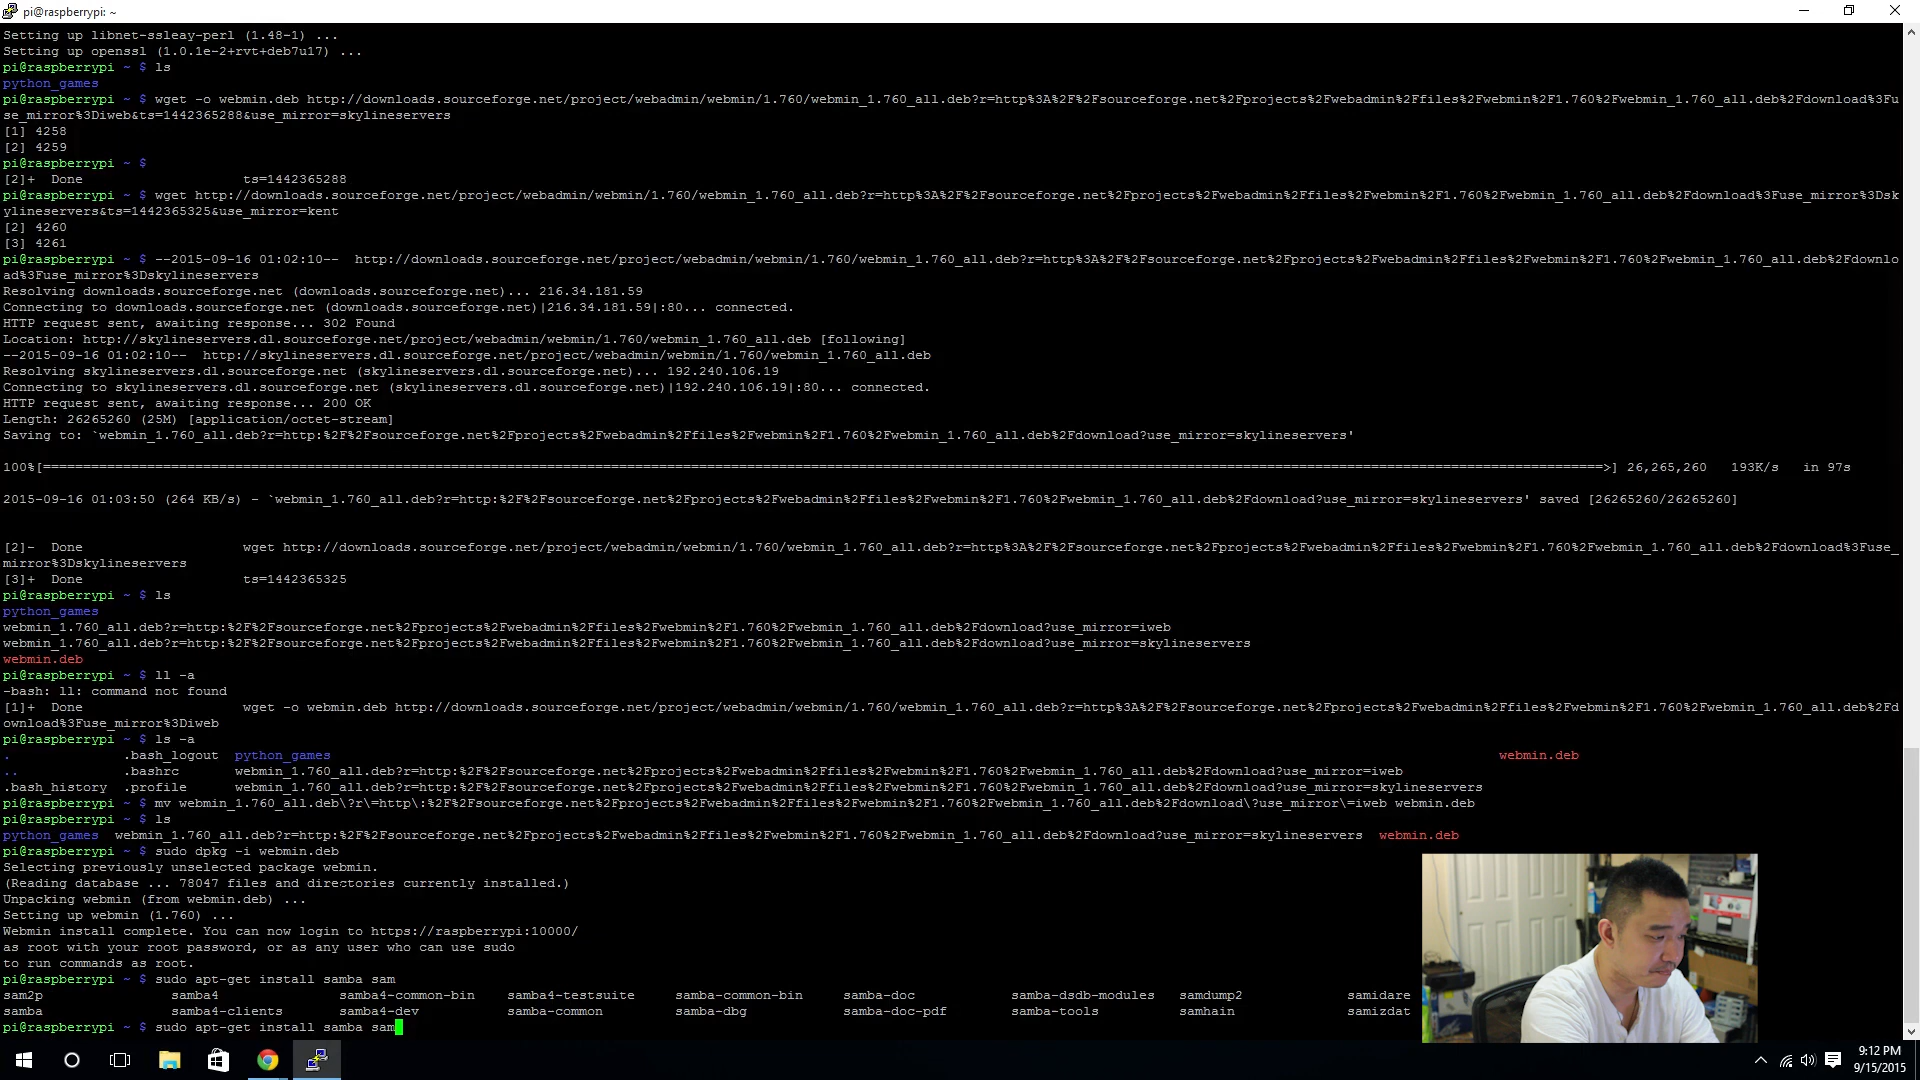 pi@raspberrypi: ~
Setting up libnet-ssleay-perl (1.48-1) ...
Setting up openssl (1.0.1e-2+rvt+deb7u17) ...
pi@raspberrypi ~ $ ls
python_games
pi@raspberrypi ~ $ wget -o webmin.deb http://downloads.sourceforge.net/project/webadmin/webmin/1.760/webmin_1.760_all.deb?r=http%3A%2F%2Fsourceforge.net%2Fprojects%2Fwebadmin%2Ffiles%2Fwebmin%2F1.760%2Fwebmin_1.760_all.deb%2Fdownload%3Fu
se_mirror%3Diweb&ts=1442365288&use_mirror=skylineservers
[1] 4258
[2] 4259
pi@raspberrypi ~ $
[2]+  Done                    ts=1442365288
pi@raspberrypi ~ $ wget http://downloads.sourceforge.net/project/webadmin/webmin/1.760/webmin_1.760_all.deb?r=http%3A%2F%2Fsourceforge.net%2Fprojects%2Fwebadmin%2Ffiles%2Fwebmin%2F1.760%2Fwebmin_1.760_all.deb%2Fdownload%3Fuse_mirror%3Dsk
ylineservers&ts=1442365325&use_mirror=kent
[2] 4260
[3] 4261
pi@raspberrypi ~ $ --2015-09-16 01:02:10--  http://downloads.sourceforge.net/project/webadmin/webmin/1.760/webmin_1.760_all.deb?r=http%3A%2F%2Fsourceforge.net%2Fprojects%2Fwebadmin%2Ffiles%2Fwebmin%2F1.760%2Fwebmin_1.760_all.deb%2Fdownlo
ad%3Fuse_mirror%3Dskylineservers
Resolving downloads.sourceforge.net (downloads.sourceforge.net)... 216.34.181.59
Connecting to downloads.sourceforge.net (downloads.sourceforge.net)|216.34.181.59|:80... connected.
HTTP request sent, awaiting response... 302 Found
Location: http://skylineservers.dl.sourceforge.net/project/webadmin/webmin/1.760/webmin_1.760_all.deb [following]
--2015-09-16 01:02:10--  http://skylineservers.dl.sourceforge.net/project/webadmin/webmin/1.760/webmin_1.760_all.deb
Resolving skylineservers.dl.sourceforge.net (skylineservers.dl.sourceforge.net)... 192.240.106.19
Connecting to skylineservers.dl.sourceforge.net (skylineservers.dl.sourceforge.net)|192.240.106.19|:80... connected.
HTTP request sent, awaiting response... 200 OK
Length: 26265260 (25M) [application/octet-stream]
Saving to: `webmin_1.760_all.deb?r=http:%2F%2Fsourceforge.net%2Fprojects%2Fwebadmin%2Ffiles%2Fwebmin%2F1.760%2Fwebmin_1.760_all.deb%2Fdownload?use_mirror=skylineservers'
100%[======================================>] 26,265,260   193K/s   in 97s
2015-09-16 01:03:50 (264 KB/s) - `webmin_1.760_all.deb?r=http:%2F%2Fsourceforge.net%2Fprojects%2Fwebadmin%2Ffiles%2Fwebmin%2F1.760%2Fwebmin_1.760_all.deb%2Fdownload?use_mirror=skylineservers' saved [26265260/26265260]
[2]-  Done                    wget http://downloads.sourceforge.net/project/webadmin/webmin/1.760/webmin_1.760_all.deb?r=http%3A%2F%2Fsourceforge.net%2Fprojects%2Fwebadmin%2Ffiles%2Fwebmin%2F1.760%2Fwebmin_1.760_all.deb%2Fdownload%3Fuse_
mirror%3Dskylineservers
[3]+  Done                    ts=1442365325
pi@raspberrypi ~ $ ls
python_games
webmin_1.760_all.deb?r=http:%2F%2Fsourceforge.net%2Fprojects%2Fwebadmin%2Ffiles%2Fwebmin%2F1.760%2Fwebmin_1.760_all.deb%2Fdownload?use_mirror=iweb
webmin_1.760_all.deb?r=http:%2F%2Fsourceforge.net%2Fprojects%2Fwebadmin%2Ffiles%2Fwebmin%2F1.760%2Fwebmin_1.760_all.deb%2Fdownload?use_mirror=skylineservers
webmin.deb
pi@raspberrypi ~ $ ll -a
-bash: ll: command not found
[1]+  Done                    wget -o webmin.deb http://downloads.sourceforge.net/project/webadmin/webmin/1.760/webmin_1.760_all.deb?r=http%3A%2F%2Fsourceforge.net%2Fprojects%2Fwebadmin%2Ffiles%2Fwebmin%2F1.760%2Fwebmin_1.760_all.deb%2Fd
ownload%3Fuse_mirror%3Diweb
pi@raspberrypi ~ $ ls -a
.              .bash_logout  python_games                                                                                          webmin.deb
..             .bashrc       webmin_1.760_all.deb?r=http:%2F%2Fsourceforge.net%2Fprojects%2Fwebadmin%2Ffiles%2Fwebmin%2F1.760%2Fwebmin_1.760_all.deb%2Fdownload?use_mirror=iweb
.bash_history  .profile      webmin_1.760_all.deb?r=http:%2F%2Fsourceforge.net%2Fprojects%2Fwebadmin%2Ffiles%2Fwebmin%2F1.760%2Fwebmin_1.760_all.deb%2Fdownload?use_mirror=skylineservers
pi@raspberrypi ~ $ mv webmin_1.760_all.deb\?r\=http\:%2F%2Fsourceforge.net%2Fprojects%2Fwebadmin%2Ffiles%2Fwebmin%2F1.760%2Fwebmin_1.760_all.deb%2Fdownload\?use_mirror\=iweb webmin.deb
pi@raspberrypi ~ $ ls
python_games  webmin_1.760_all.deb?r=http:%2F%2Fsourceforge.net%2Fprojects%2Fwebadmin%2Ffiles%2Fwebmin%2F1.760%2Fwebmin_1.760_all.deb%2Fdownload?use_mirror=skylineservers  webmin.deb
pi@raspberrypi ~ $ sudo dpkg -i webmin.deb
Selecting previously unselected package webmin.
(Reading database ... 78047 files and directories currently installed.)
Unpacking webmin (from webmin.deb) ...
Setting up webmin (1.760) ...
Webmin install complete. You can now login to https://raspberrypi:10000/
as root with your root password, or as any user who can use sudo
to run commands as root.
pi@raspberrypi ~ $ sudo apt-get install samba sam
sam2p                samba4               samba4-common-bin    samba4-testsuite     samba-common-bin     samba-doc            samba-dsdb-modules   samdump2             samidare
samba                samba4-clients       samba4-dev           samba-common         samba-dbg            samba-doc-pdf        samba-tools          samhain              samizdat
pi@raspberrypi ~ $ sudo apt-get install samba sam
9:12 PM
9/15/2015